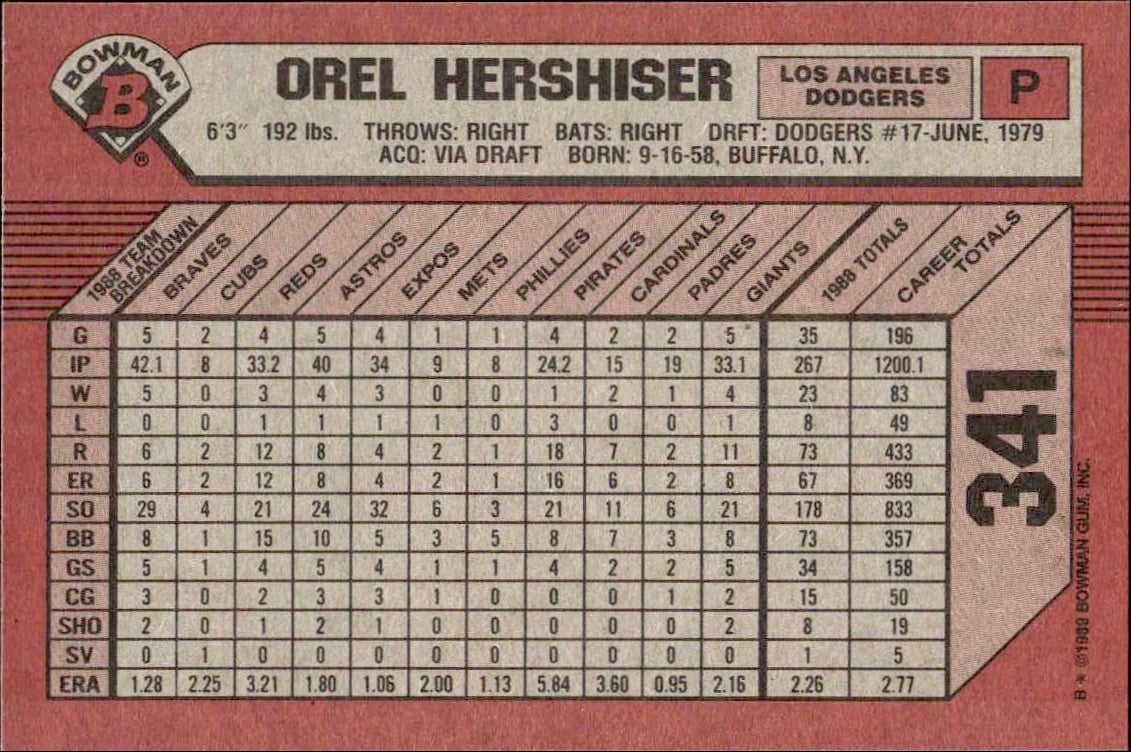 BOWMAN
B
®
OREL HERSHISER
LOS ANGELES
DODGERS
P
6'3" 192 lbs. THROWS: RIGHT BATS: RIGHT DRFT: DODGERS #17-JUNE, 1979
ACQ: VIA DRAFT BORN: 9-16-58, BUFFALO, N.Y.
1988 TEAM BREAKDOWN BRAVES CUBS REDS ASTROS EXPOS METS PHILLIES PIRATES CARDINALS PADRES GIANTS 1988 TOTALS CAREER TOTALS
G 5 2 4 5 4 1 1 4 2 2 5 35 196
IP 42.1 8 33.2 40 34 9 8 24.2 15 19 33.1 267 1200.1
W 5 0 3 4 3 0 0 1 2 1 4 23 83
L 0 0 1 1 1 1 0 3 0 0 1 8 49
R 6 2 12 8 4 2 1 18 7 2 11 73 433
ER 6 2 12 8 4 2 1 16 6 2 8 67 369
SO 29 4 21 24 32 6 3 21 11 6 21 178 833
BB 8 1 15 10 5 3 5 8 7 3 8 73 357
GS 5 1 4 5 4 1 1 4 2 2 5 34 158
CG 3 0 2 3 3 1 0 0 0 1 2 15 50
SHO 2 0 1 2 1 0 0 0 0 0 2 8 19
SV 0 1 0 0 0 0 0 0 0 0 0 1 5
ERA 1.28 2.25 3.21 1.80 1.06 2.00 1.13 5.84 3.60 0.95 2.16 2.26 2.77
341
B * ©1989 BOWMAN GUM, INC.